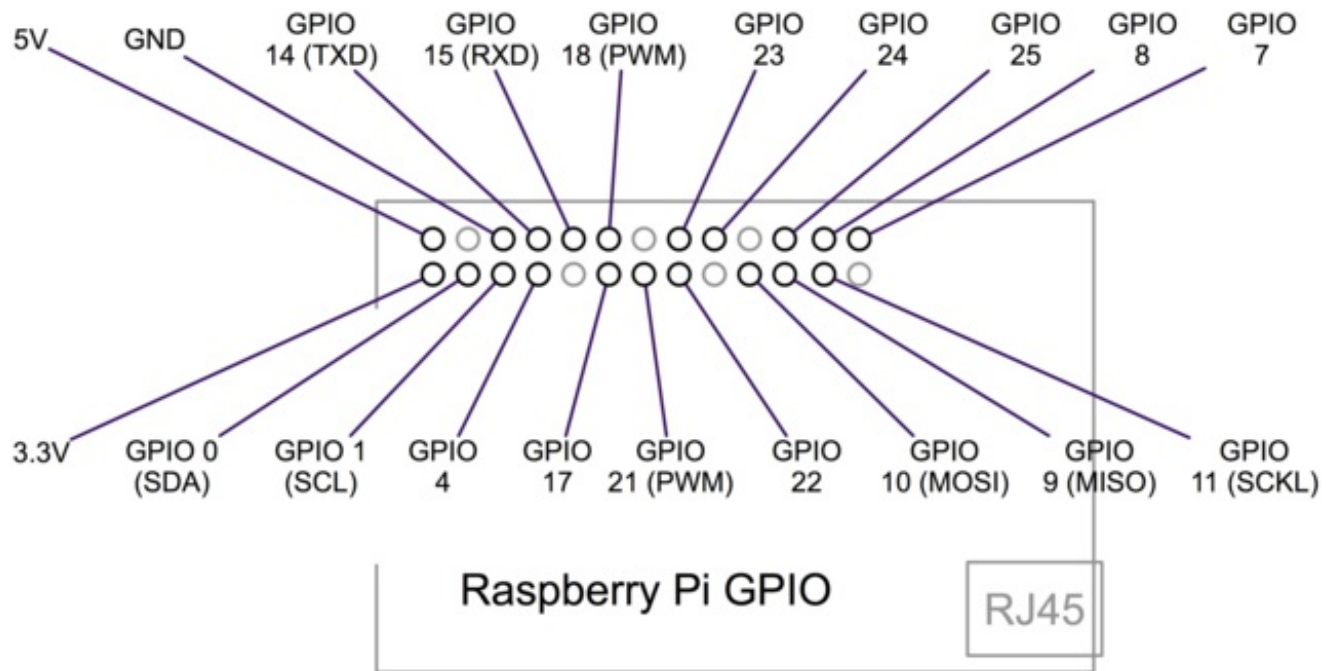 5V
GND
GPIO
14 (TXD)
GPIO
15 (RXD)
GPIO
18 (PWM)
GPIO
23
GPIO
24
GPIO
25
GPIO
8
GPIO
7
3.3V
GPIO 0
(SDA)
GPIO 1
(SCL)
GPIO
4
GPIO
17
GPIO
21 (PWM)
GPIO
22
GPIO
10 (MOSI)
GPIO
9 (MISO)
GPIO
11 (SCKL)
Raspberry Pi GPIO
RJ45